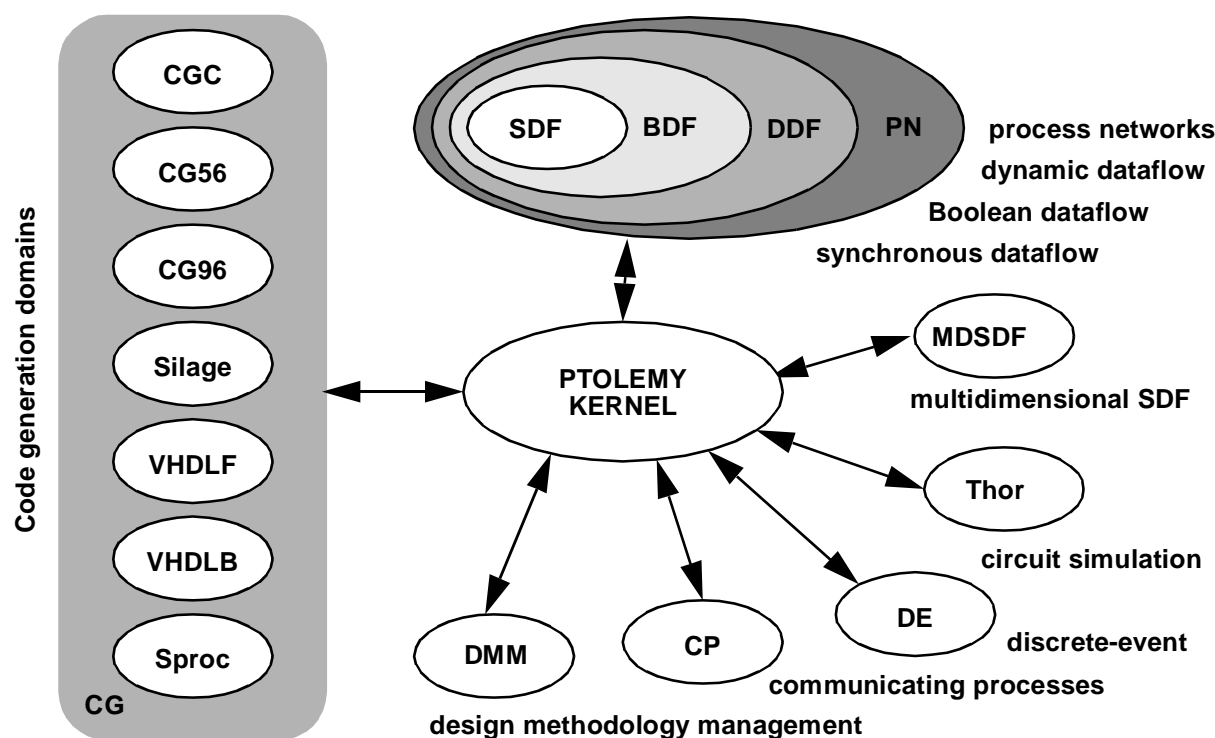 Code generation domains
CGC
CG56
CG96
Silage
VHDLF
VHDLB
Sproc
CG
SDF
BDF
DDF
PN
process networks
dynamic dataflow
Boolean dataflow
synchronous dataflow
PTOLEMY
KERNEL
MDSDF
multidimensional SDF
Thor
circuit simulation
DE
discrete-event
CP
communicating processes
DMM
design methodology management